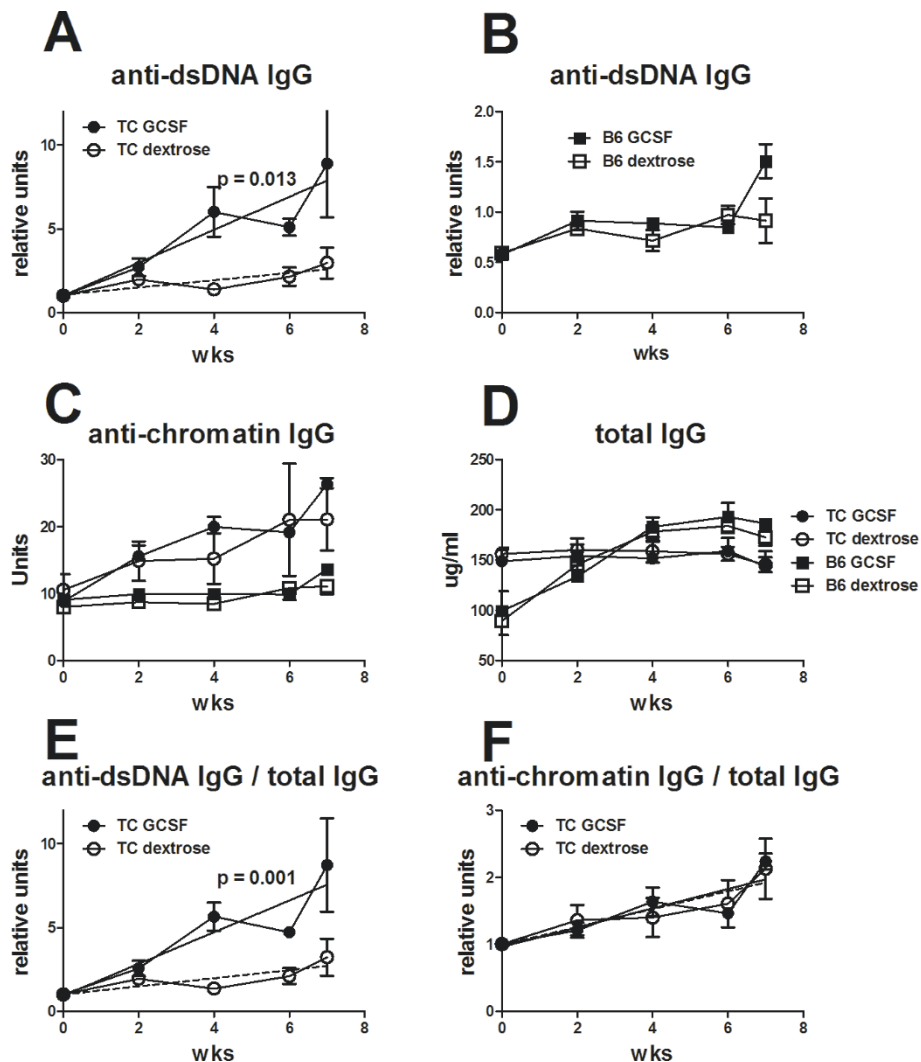 A
anti-dsDNA IgG
relative units
10
5
0
TC GCSF
TC dextrose
p = 0.013
0 2 4 6 8
wks
B
anti-dsDNA IgG
relative units
2.0
1.5
1.0
0.5
0.0
B6 GCSF
B6 dextrose
0 2 4 6 8
wks
C
anti-chromatin IgG
Units
30
20
10
0
0 2 4 6 8
wks
D
total IgG
ug/ml
250
200
150
100
50
TC GCSF
TC dextrose
B6 GCSF
B6 dextrose
0 2 4 6 8
wks
E
anti-dsDNA IgG / total IgG
relative units
10
5
0
TC GCSF
TC dextrose
p = 0.001
0 2 4 6 8
wks
F
anti-chromatin IgG / total IgG
relative units
3
2
1
0
TC GCSF
TC dextrose
0 2 4 6 8
wks